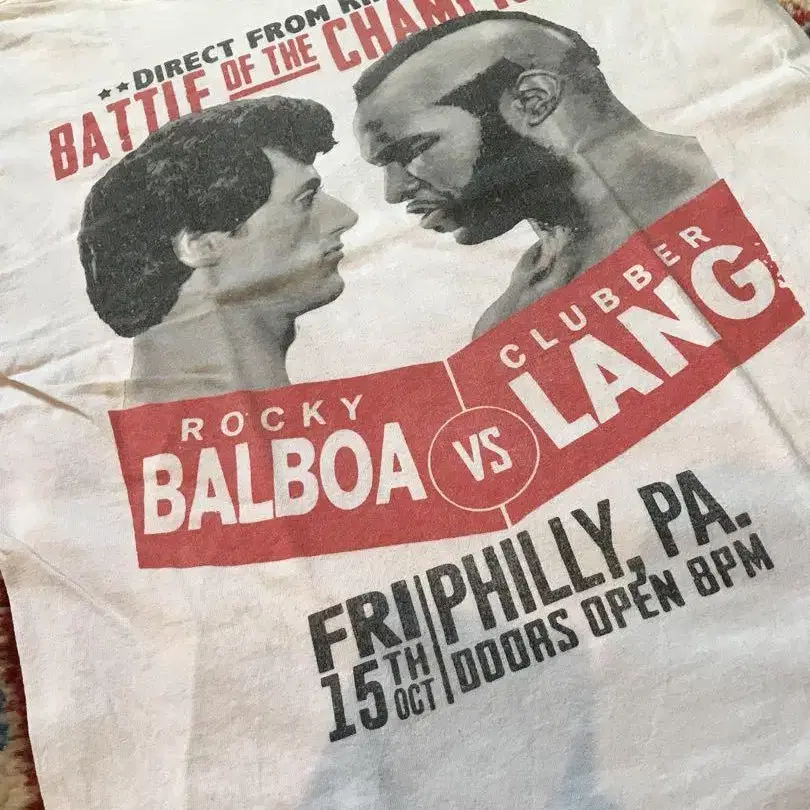 ★★DIRECT FROM
BATTLE OF THE
ROCKY
BALBOA
VS
CLUBBER
LANG
FRI
15TH
OCT
PHILLY, PA.
DOORS OPEN 8PM